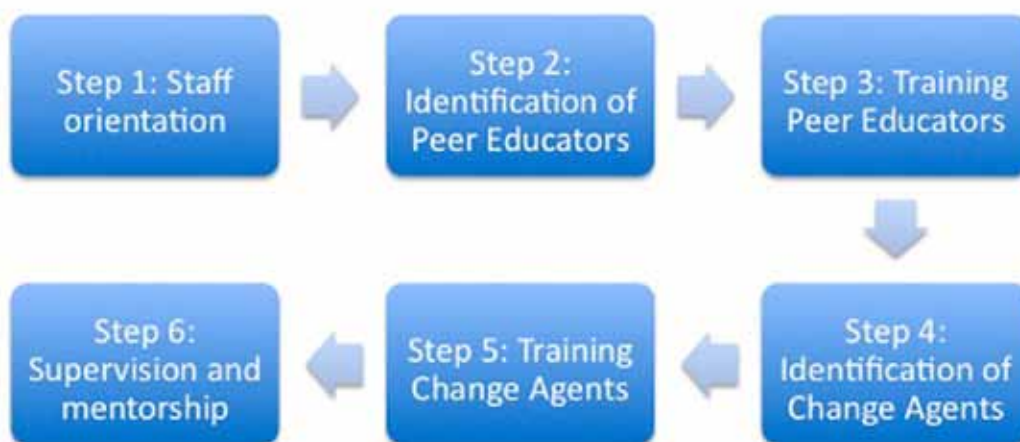 Step 1: Staff
orientation
Step 2:
Identification of
Peer Educators
Step 3: Training
Peer Educators
Step 4:
Identification of
Change Agents
Step 5: Training
Change Agents
Step 6:
Supervision and
mentorship